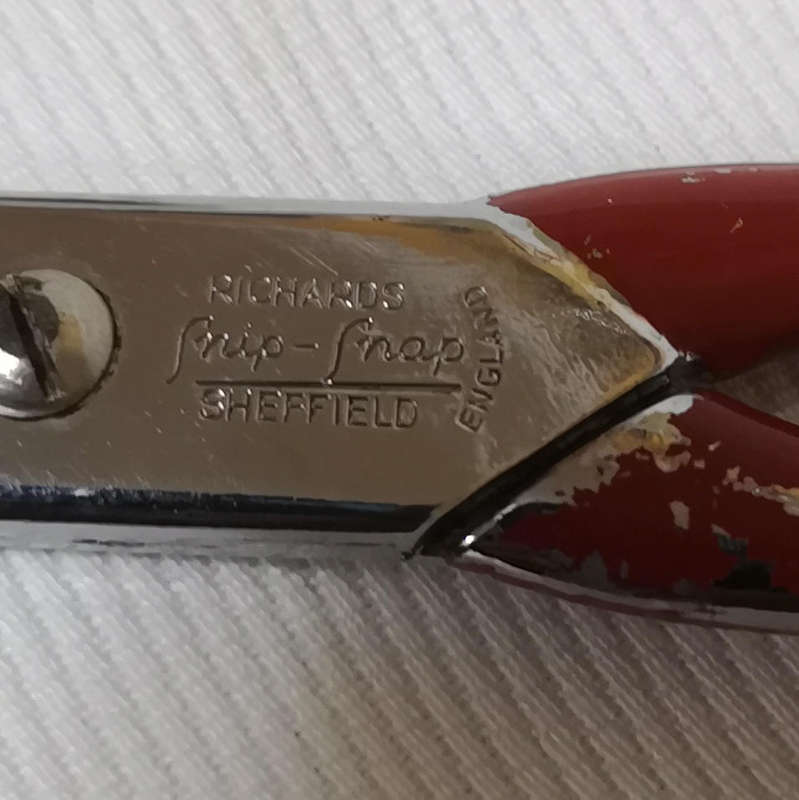 RICHARDS
Snip-Snap
SHEFFIELD
ENGLAND